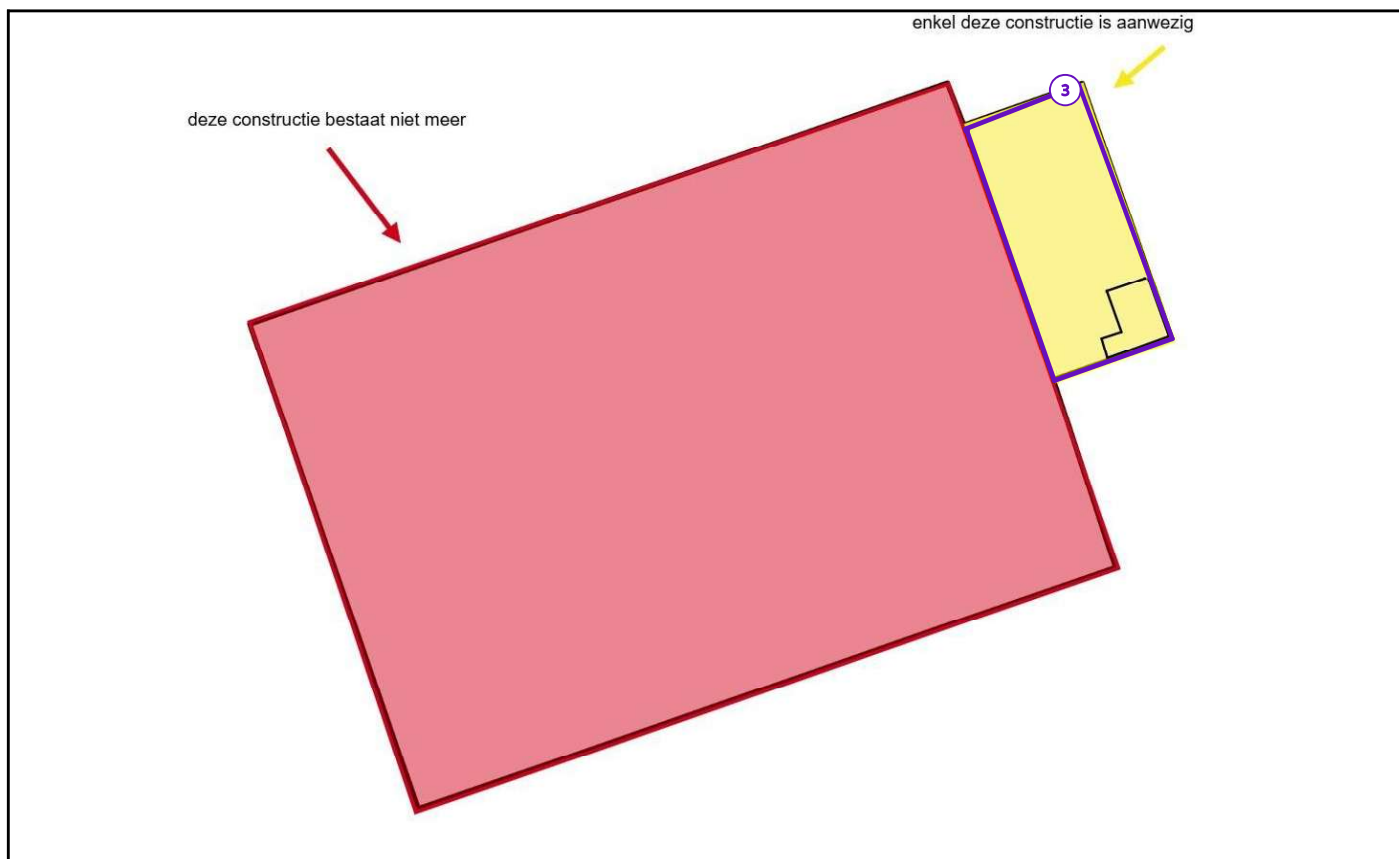 enkel deze constructie is aanwezig
3
deze constructie bestaat niet meer